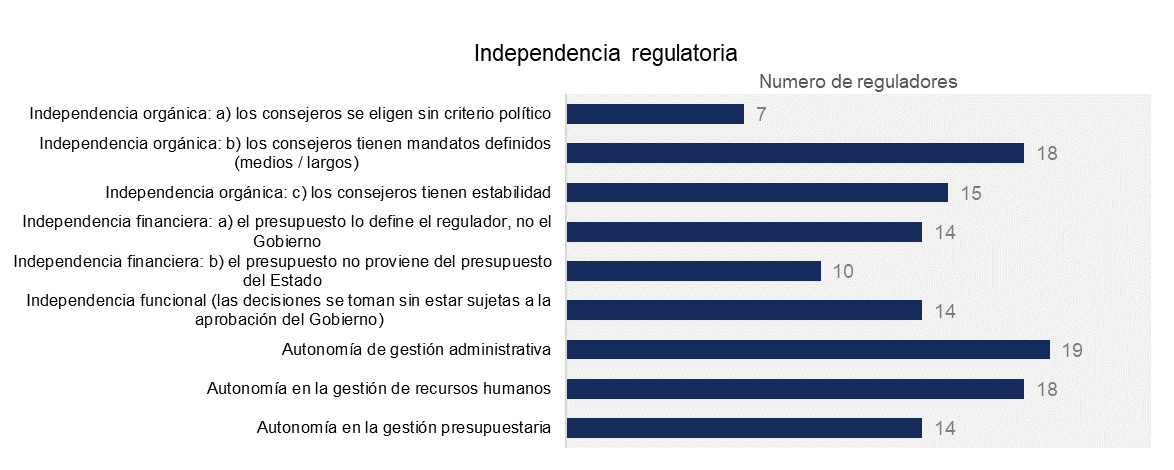 Independencia regulatoria
Numero de reguladores
Independencia orgánica: a) los consejeros se eligen sin criterio político
7
Independencia orgánica: b) los consejeros tienen mandatos definidos
(medios / largos)
18
Independencia orgánica: c) los consejeros tienen estabilidad
15
Independencia financiera: a) el presupuesto lo define el regulador, no el
Gobierno
14
Independencia financiera: b) el presupuesto no proviene del presupuesto
del Estado
10
Independencia funcional (las decisiones se toman sin estar sujetas a la
aprobación del Gobierno)
14
Autonomía de gestión administrativa
19
Autonomía en la gestión de recursos humanos
18
Autonomía en la gestión presupuestaria
14